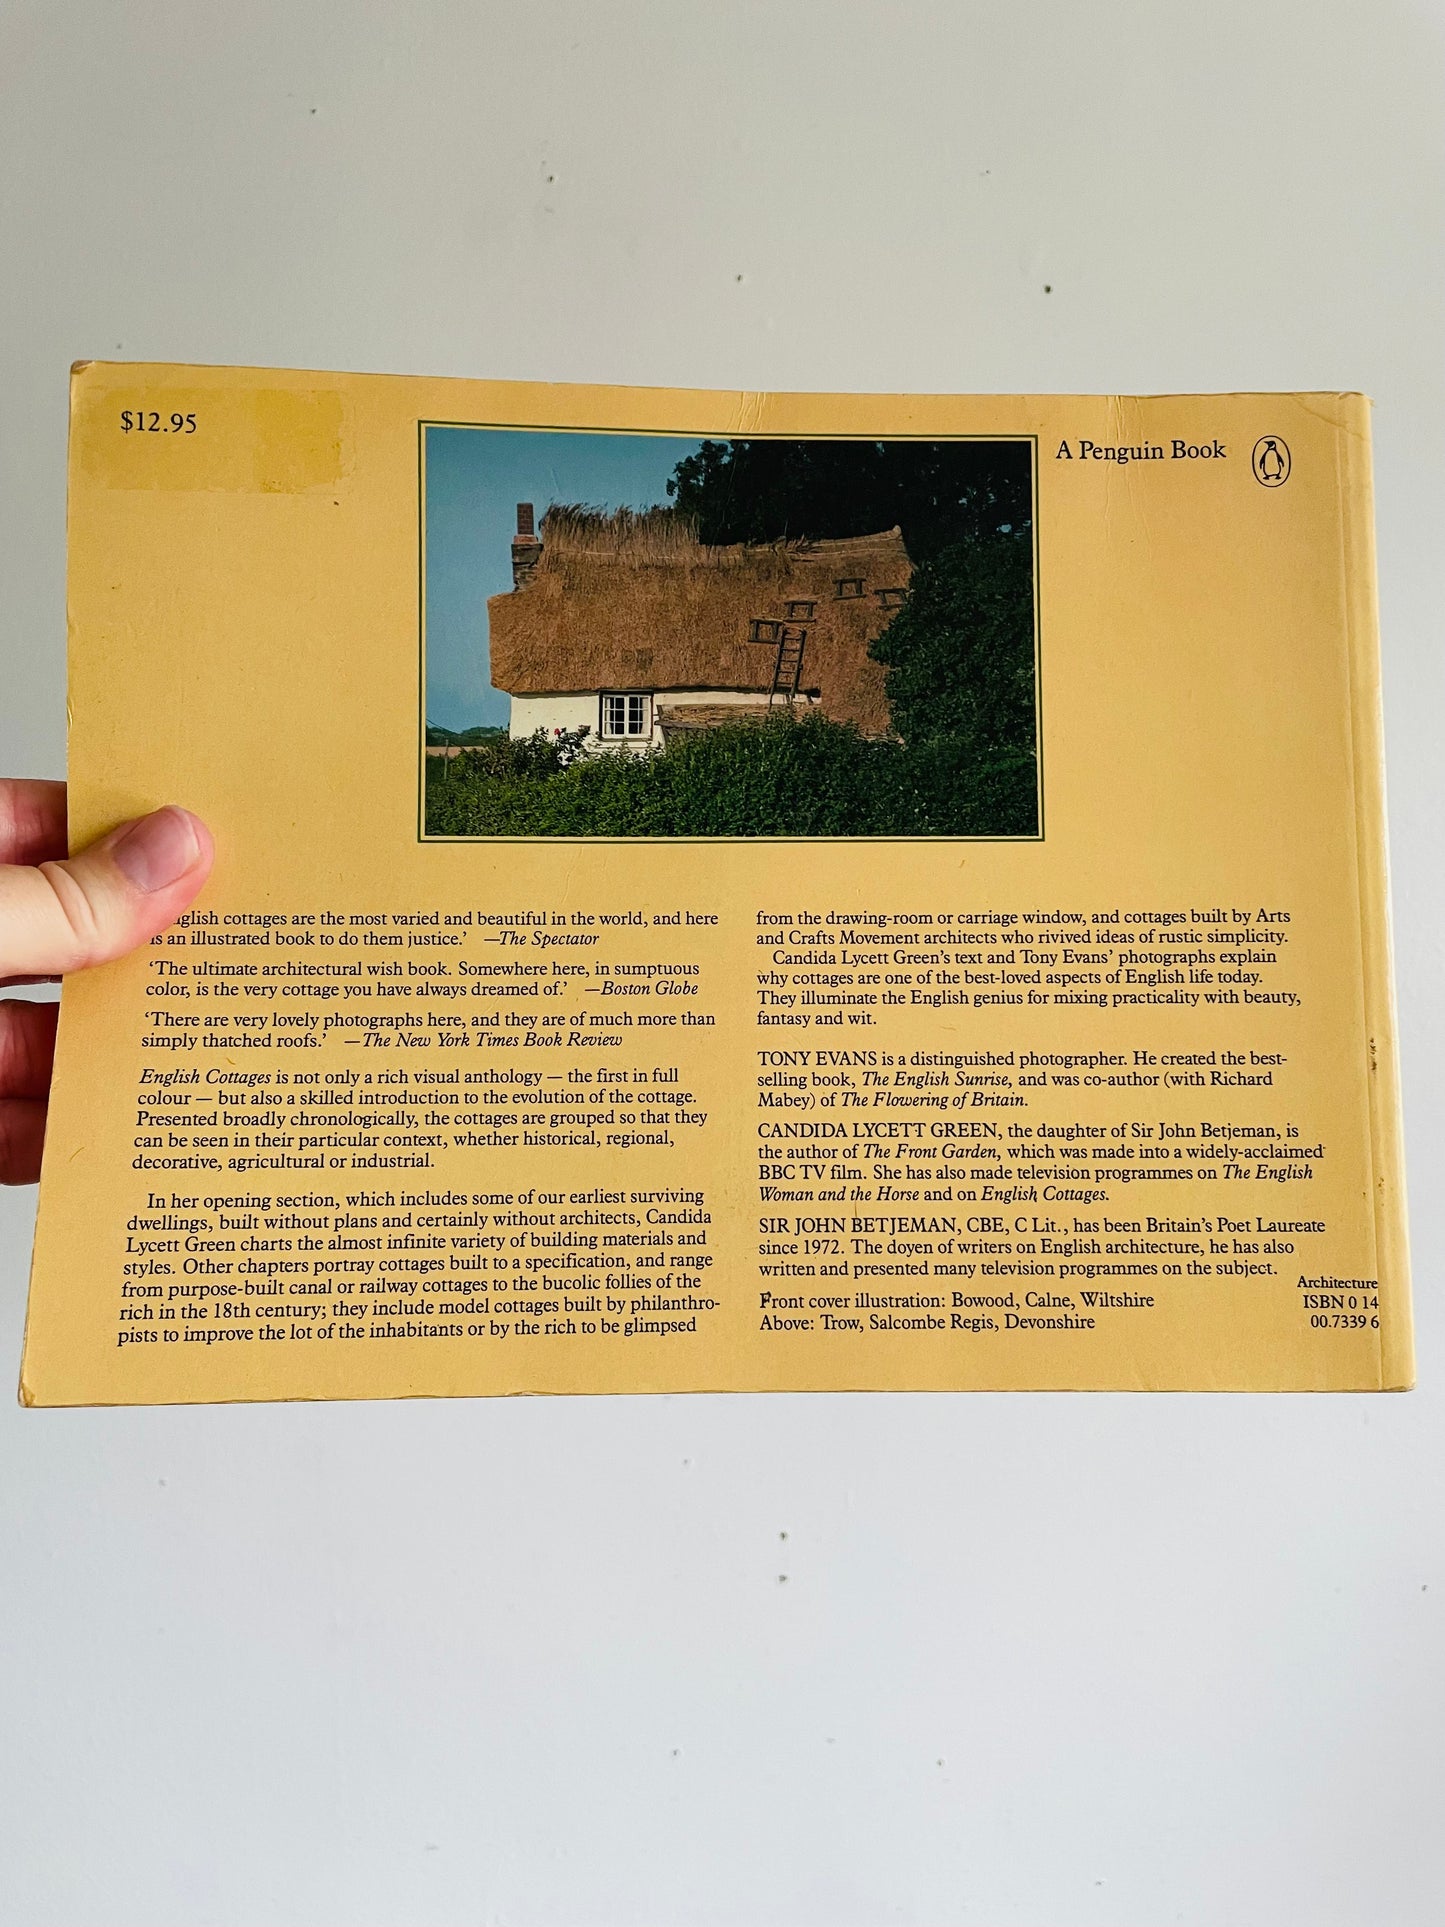 $12.95
A Penguin Book
English cottages are the most varied and beautiful in the world, and here
is an illustrated book to do them justice.’ —The Spectator
‘The ultimate architectural wish book. Somewhere here, in sumptuous
color, is the very cottage you have always dreamed of.’ —Boston Globe
‘There are very lovely photographs here, and they are of much more than
simply thatched roofs.’ —The New York Times Book Review
English Cottages is not only a rich visual anthology — the first in full
colour — but also a skilled introduction to the evolution of the cottage.
Presented broadly chronologically, the cottages are grouped so that they
can be seen in their particular context, whether historical, regional,
decorative, agricultural or industrial.
In her opening section, which includes some of our earliest surviving
dwellings, built without plans and certainly without architects, Candida
Lycett Green charts the almost infinite variety of building materials and
styles. Other chapters portray cottages built to a specification, and range
from purpose-built canal or railway cottages to the bucolic follies of the
rich in the 18th century; they include model cottages built by philanthro-
pists to improve the lot of the inhabitants or by the rich to be glimpsed
from the drawing-room or carriage window, and cottages built by Arts
and Crafts Movement architects who rivived ideas of rustic simplicity.
Candida Lycett Green’s text and Tony Evans’ photographs explain
why cottages are one of the best-loved aspects of English life today.
They illuminate the English genius for mixing practicality with beauty,
fantasy and wit.
TONY EVANS is a distinguished photographer. He created the best-
selling book, The English Sunrise, and was co-author (with Richard
Mabey) of The Flowering of Britain.
CANDIDA LYCETT GREEN, the daughter of Sir John Betjeman, is
the author of The Front Garden, which was made into a widely-acclaimed
BBC TV film. She has also made television programmes on The English
Woman and the Horse and on English Cottages.
SIR JOHN BETJEMAN, CBE, C Lit., has been Britain’s Poet Laureate
since 1972. The doyen of writers on English architecture, he has also
written and presented many television programmes on the subject.
Front cover illustration: Bowood, Calne, Wiltshire
Above: Trow, Salcombe Regis, Devonshire
Architecture
ISBN 0 14
00.7339 6